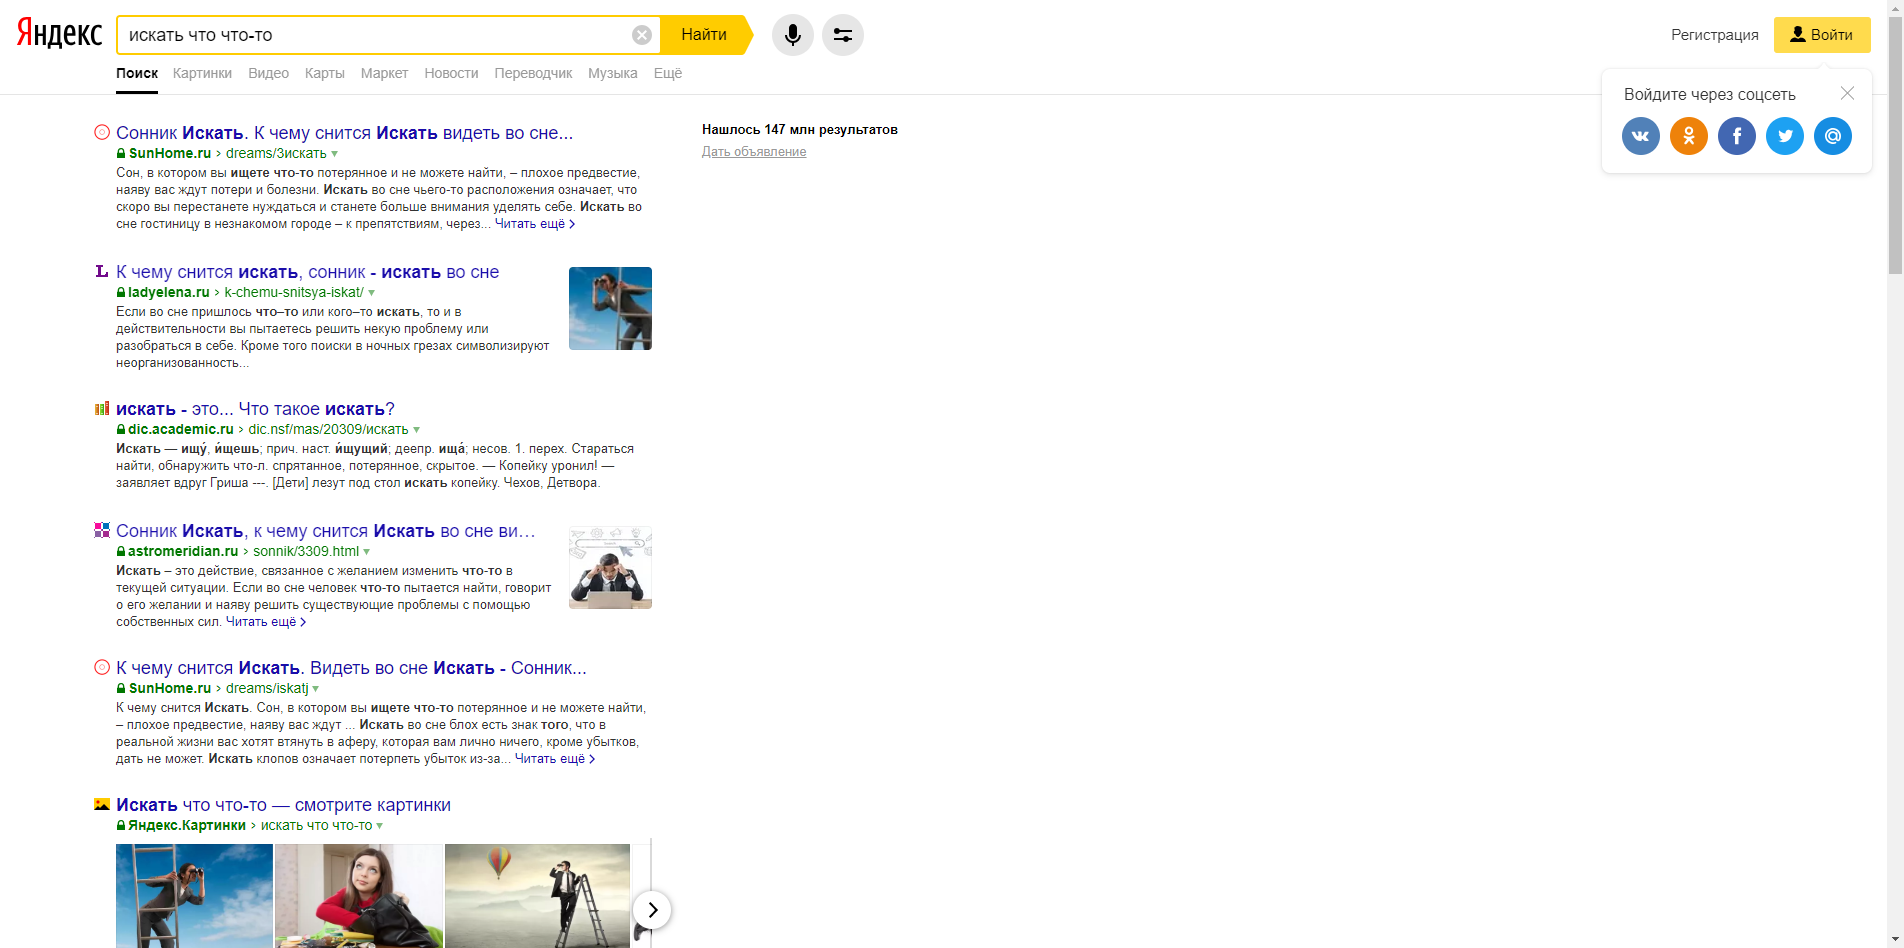 Яндекс
искать что что-то
Найти
Регистрация
Войти
Поиск Картинки Видео Карты Маркет Новости Переводчик Музыка Ещё
Войдите через соцсеть
Сонник Искать. К чему снится Искать видеть во сне...
SunHome.ru › dreams/3искать
Сон, в котором вы ищете что-то потерянное и не можете найти, – плохое предвестие,
наяву вас ждут потери и болезни. Искать во сне чьего-то расположения означает, что
скоро вы перестанете нуждаться и станете больше внимания уделять себе. Искать во
сне гостиницу в незнакомом городе – к препятствиям, через... Читать ещё >
Нашлось 147 млн результатов
Дать объявление
К чему снится искать, сонник - искать во сне
ladyelena.ru › k-chemu-snitsya-iskat/
Если во сне пришлось что–то или кого–то искать, то и в
действительности вы пытаетесь решить некую проблему или
разобраться в себе. Кроме того поиски в ночных грезах символизируют
неорганизованность...
искать - это... Что такое искать?
dic.academic.ru › dic.nsf/mas/20309/искать
Искать — ищу́, и́щешь; прич. наст. и́щущий; деепр. ища́; несов. 1. перех. Стараться
найти, обнаружить что-л. спрятанное, потерянное, скрытое. — Копейку уронил! —
заявляет вдруг Гриша ---. [Дети] лезут под стол искать копейку. Чехов, Детвора.
Сонник Искать, к чему снится Искать во сне ви...
astromeridian.ru › sonnik/3309.html
Искать – это действие, связанное с желанием изменить что-то в
текущей ситуации. Если во сне человек что-то пытается найти, говорит
о его желании и наяву решить существующие проблемы с помощью
собственных сил. Читать ещё >
К чему снится Искать. Видеть во сне Искать - Сонник...
SunHome.ru › dreams/iskatj
К чему снится Искать. Сон, в котором вы ищете что-то потерянное и не можете найти,
– плохое предвестие, наяву вас ждут ... Искать во сне блох есть знак того, что в
реальной жизни вас хотят втянуть в аферу, которая вам лично ничего, кроме убытков,
дать не может. Искать клопов означает потерпеть убыток из-за... Читать ещё >
Искать что что-то — смотрите картинки
Яндекс.Картинки › искать что что-то